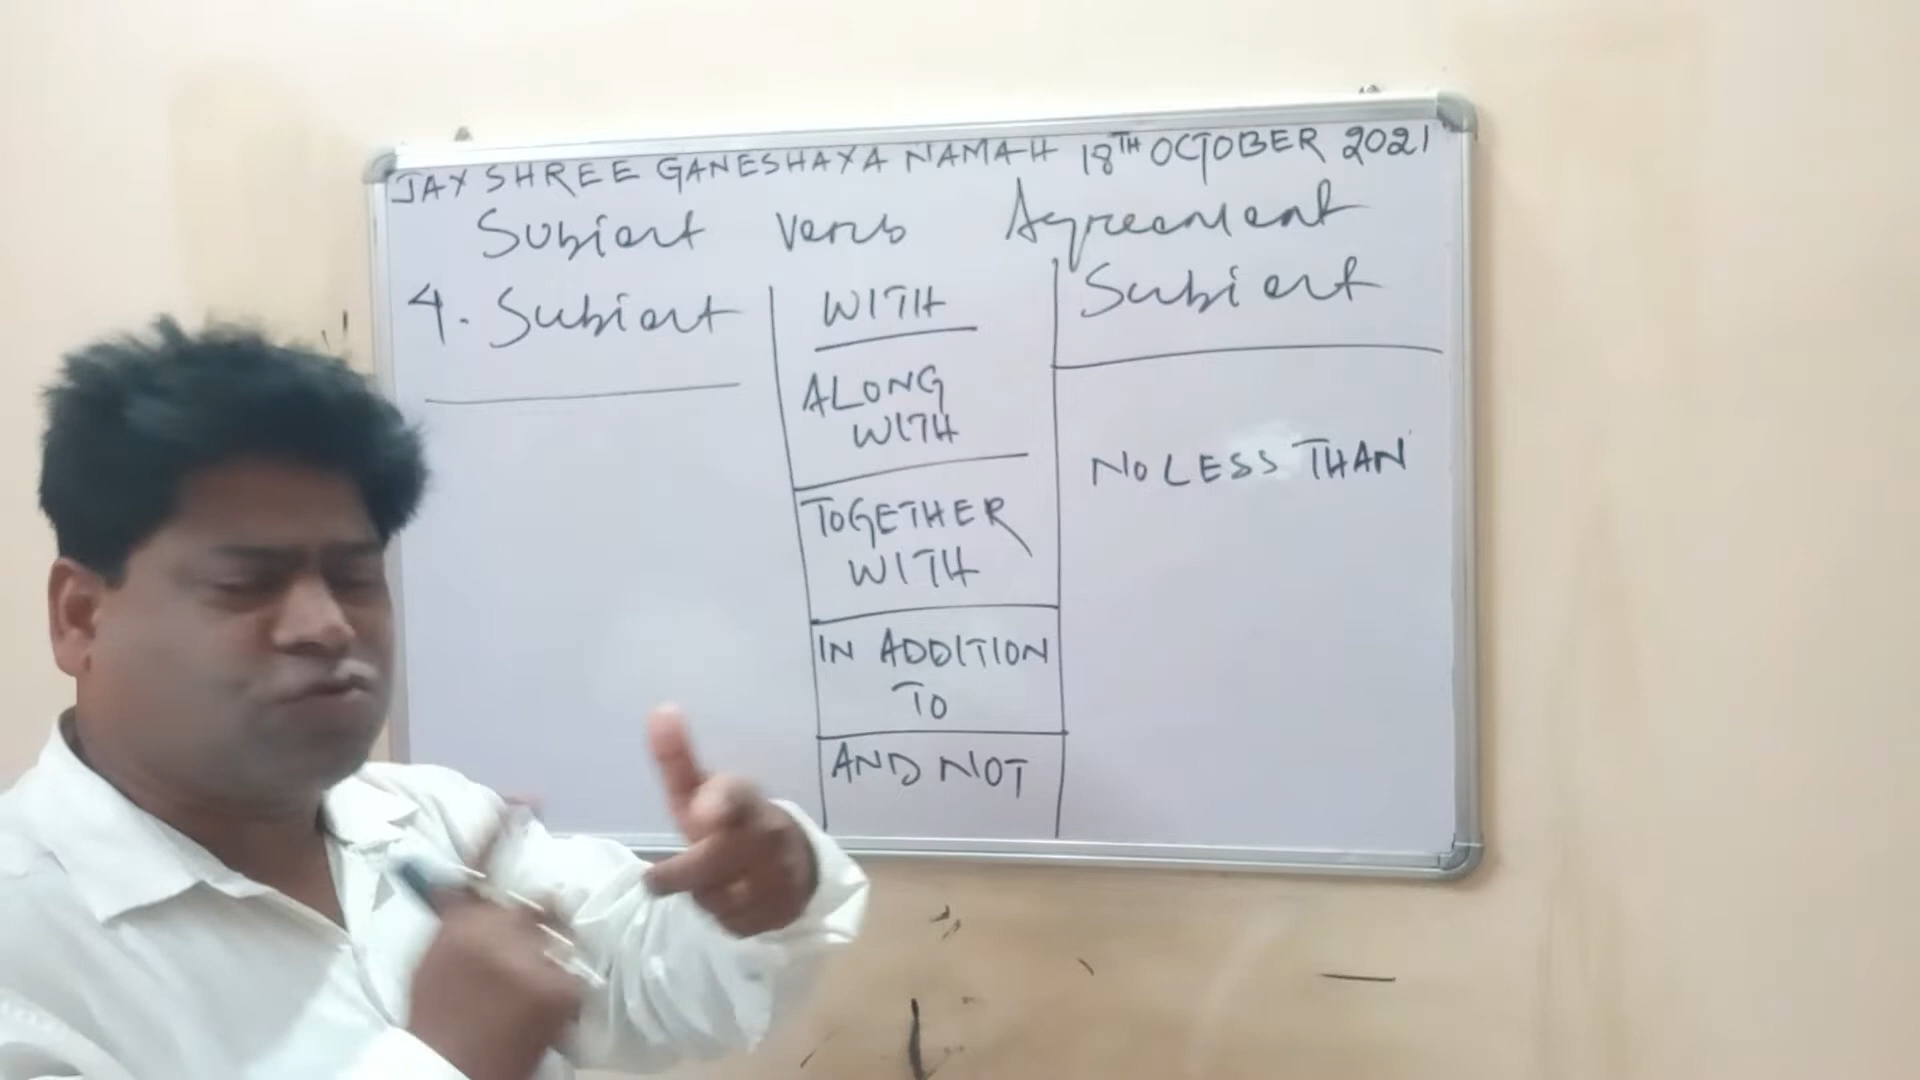 JAY SHREE GANESHAYA NAMAH 18TH OCTOBER 2021
Subject Verb Agreement
4. Subject
WITH
Subject
ALONG
WITH
NO LESS THAN
TOGETHER
WITH
IN ADDITION
TO
AND NOT